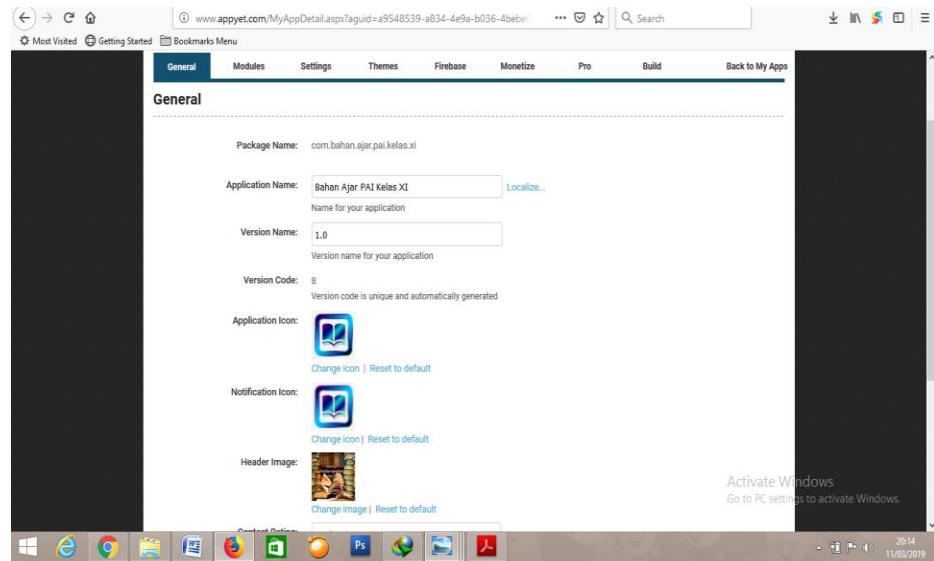 www.appyet.com/MyAppDetail.aspx?aguid=a9548539-a834-4e9a-b036-4bebe
Search
Most Visited Getting Started Bookmarks Menu
General Modules Settings Themes Firebase Monetize Pro Build Back to My Apps
General
Package Name: com.bahan.ajar.pai.kelas.xi
Application Name: Bahan Ajar PAI Kelas XI Localize...
Name for your application
Version Name: 1.0
Version name for your application
Version Code: 8
Version code is unique and automatically generated
Application Icon:
Change icon | Reset to default
Notification Icon:
Change icon | Reset to default
Header Image:
Change image | Reset to default
Activate Windows
Go to PC settings to activate Windows.
Ps
20:14
11/03/2019